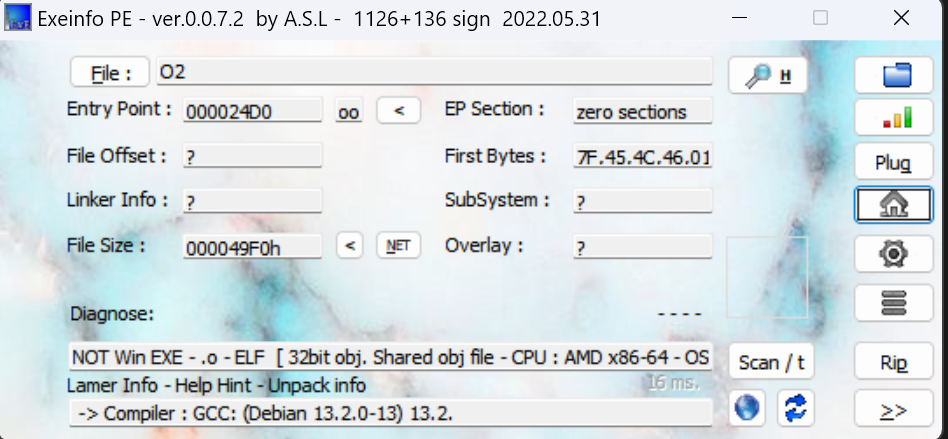 Exeinfo PE - ver.0.0.7.2 by A.S.L - 1126+136 sign 2022.05.31
File : O2 H
Entry Point : 000024D0 oo < EP Section : zero sections
File Offset : ? First Bytes : 7F.45.4C.46.01 Plug
Linker Info : ? SubSystem : ?
File Size : 000049F0h < NET Overlay : ?
Diagnose: ----
NOT Win EXE - .o - ELF [ 32bit obj. Shared obj file - CPU : AMD x86-64 - OS Scan / t Rip
Lamer Info - Help Hint - Unpack info 16 ms.
-> Compiler : GCC: (Debian 13.2.0-13) 13.2. >>